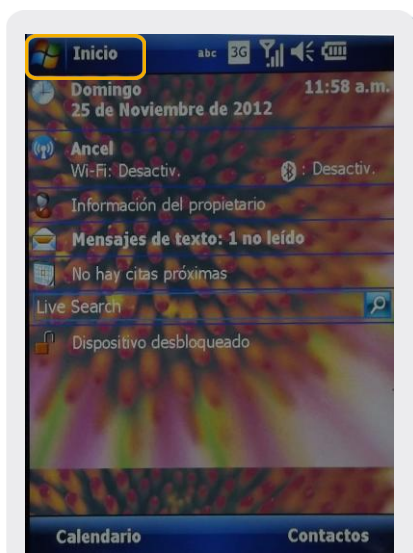 Inicio abc 3G
Domingo 11:58 a.m.
25 de Noviembre de 2012
Ancel
Wi-Fi: Desactiv. : Desactiv.
Información del propietario
Mensajes de texto: 1 no leído
No hay citas próximas
Live Search
Dispositivo desbloqueado
Calendario Contactos